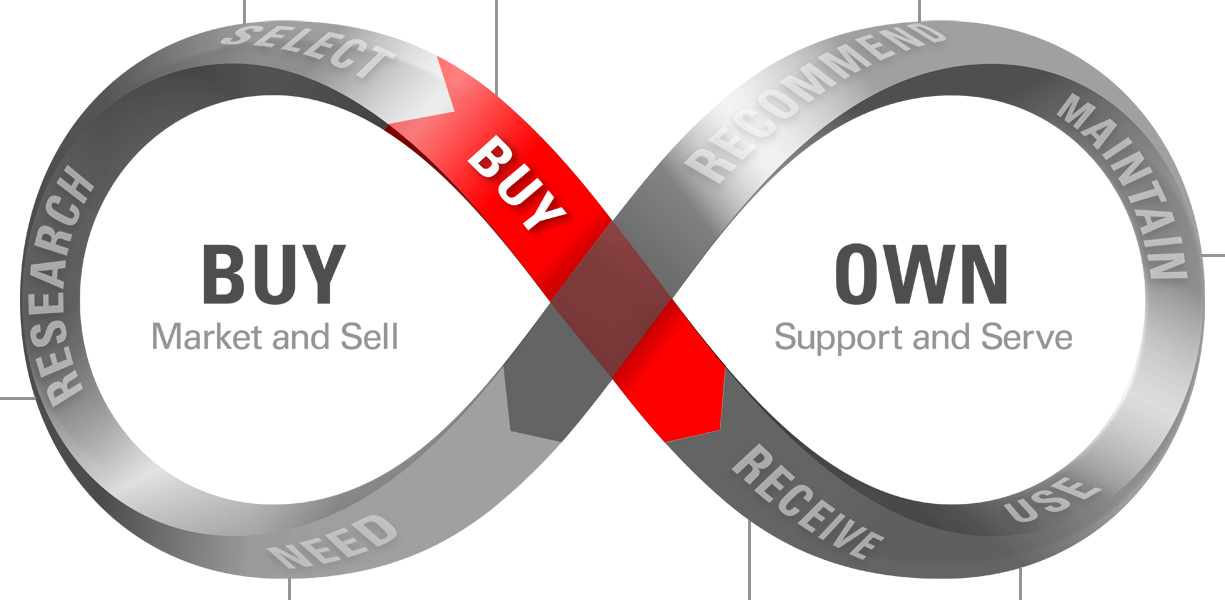 SELECT
BUY
RECOMMEND
MAINTAIN
RESEARCH
BUY
Market and Sell
OWN
Support and Serve
NEED
RECEIVE
USE